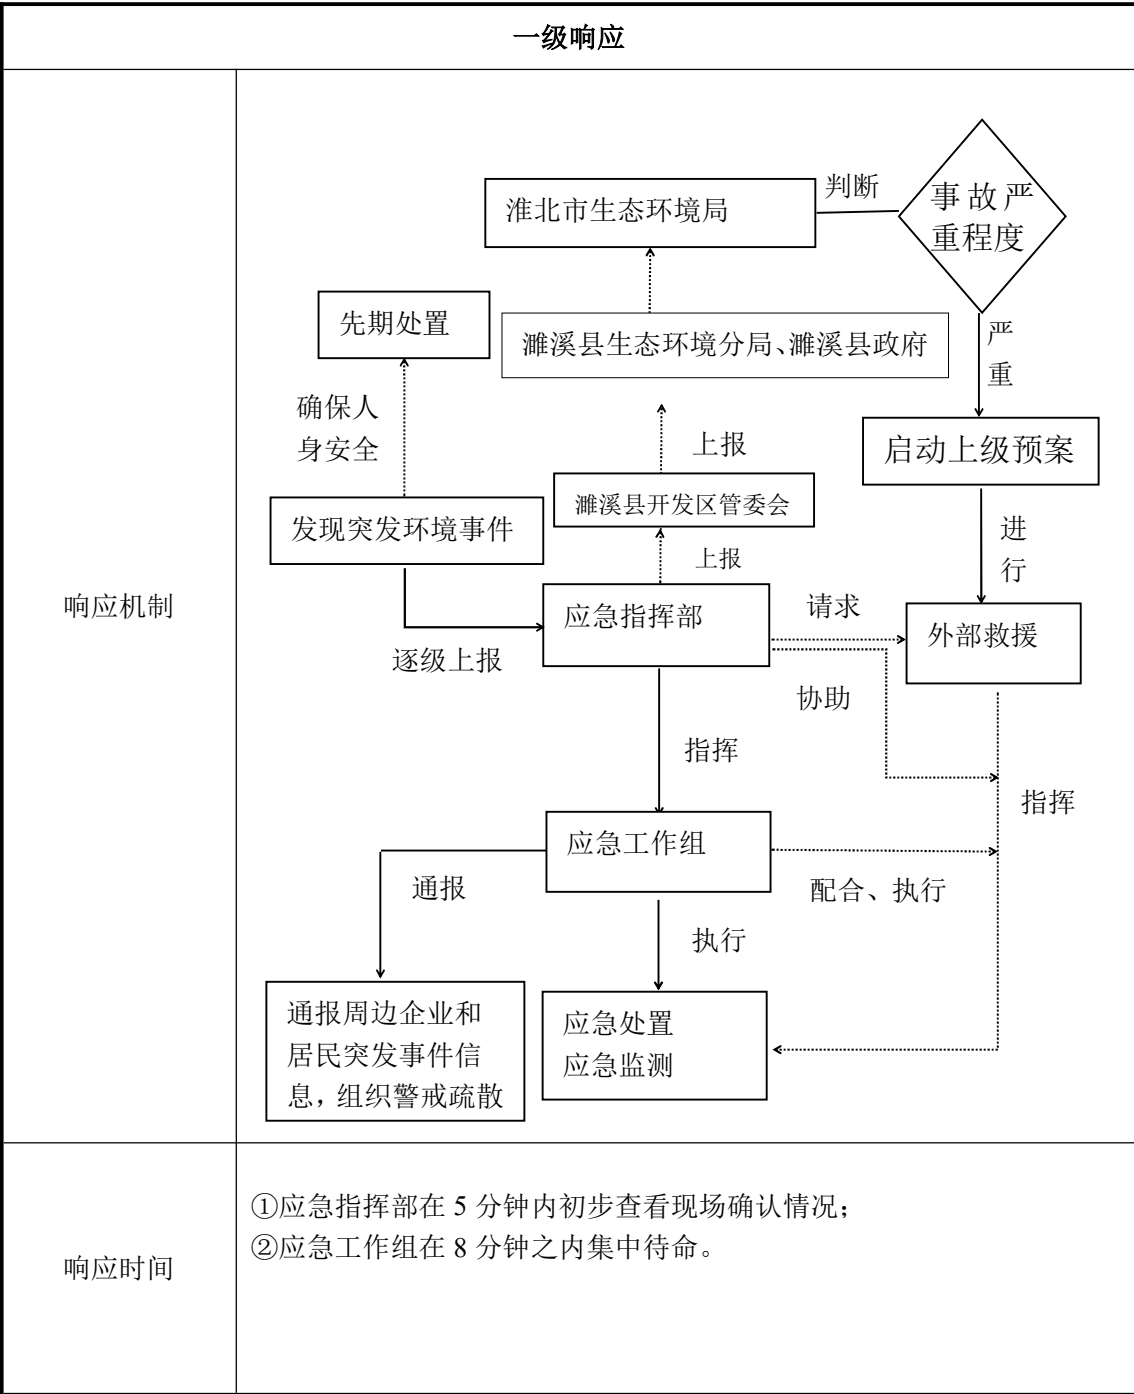 一级响应
响应机制
判断
事故严
重程度
淮北市生态环境局
先期处置
濉溪县生态环境分局、濉溪县政府
严
重
确保人
身安全
上报
启动上级预案
濉溪县开发区管委会
发现突发环境事件
上报
进
行
应急指挥部
请求
外部救援
逐级上报
协助
指挥
指挥
应急工作组
通报
配合、执行
执行
通报周边企业和
居民突发事件信
息，组织警戒疏散
应急处置
应急监测
响应时间
①应急指挥部在 5 分钟内初步查看现场确认情况；
②应急工作组在 8 分钟之内集中待命。